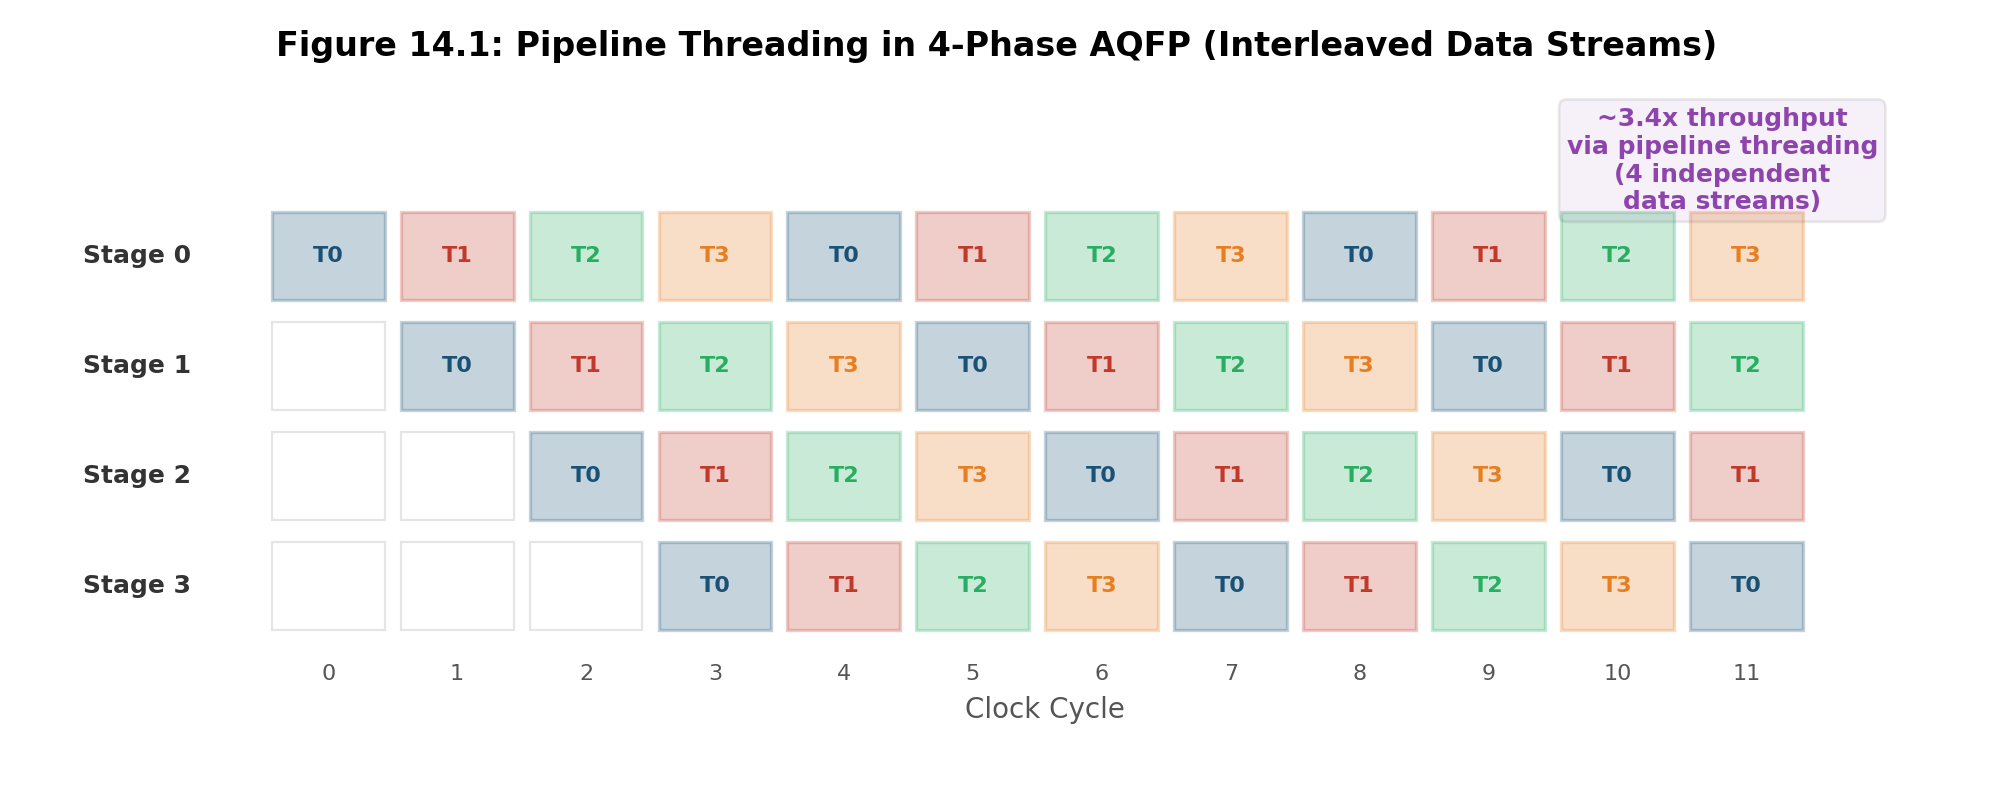 Figure 14.1: Pipeline Threading in 4-Phase AQFP (Interleaved Data Streams)
~3.4x throughput
via pipeline threading
(4 independent
data streams)
Stage 0 T0 T1 T2 T3 T0 T1 T2 T3 T0 T1 T2 T3
Stage 1 T0 T1 T2 T3 T0 T1 T2 T3 T0 T1 T2
Stage 2 T0 T1 T2 T3 T0 T1 T2 T3 T0 T1
Stage 3 T0 T1 T2 T3 T0 T1 T2 T3 T0
0 1 2 3 4 5 6 7 8 9 10 11
Clock Cycle